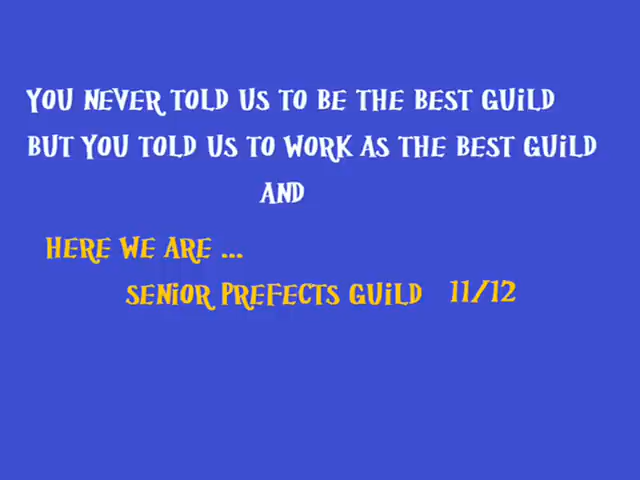 YOU NEVER TOLD US TO BE THE BEST GUILD
BUT YOU TOLD US TO WORK AS THE BEST GUILD
AND
HERE WE ARE ...
SENIOR PREFECTS GUILD 11/12